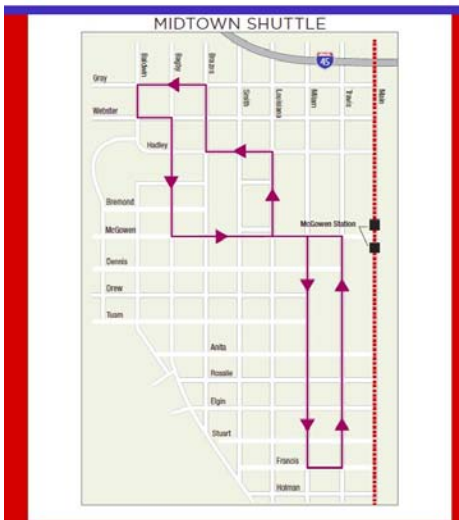 MIDTOWN SHUTTLE
45
Baldwin
Bagby
Brazos
Smith
Louisiana
Milam
Travis
Main
Gray
Webster
Hadley
Bremond
McGowen
McGowen Station
Dennis
Drew
Tuam
Anita
Rosalie
Elgin
Stuart
Francis
Holman